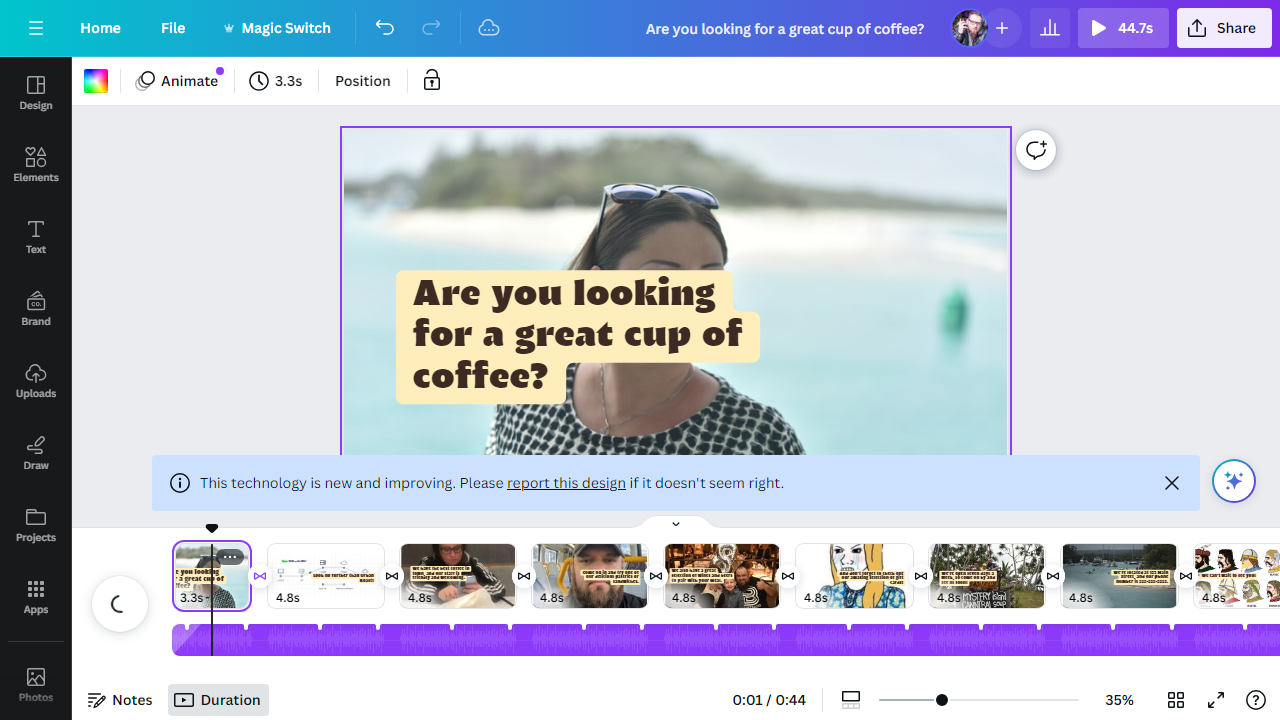 Home
File
Magic Switch
Are you looking for a great cup of coffee?
44.7s
Share
Animate
3.3s
Position
Design
Elements
Text
CO.
Brand
Uploads
Draw
Projects
Apps
Photos
Are you looking
for a great cup of
coffee?
This technology is new and improving. Please report this design if it doesn't seem right.
3.3s
4.8s
4.8s
4.8s
4.8s
4.8s
4.8s
4.8s
4.8s
Notes
Duration
0:01 / 0:44
35%